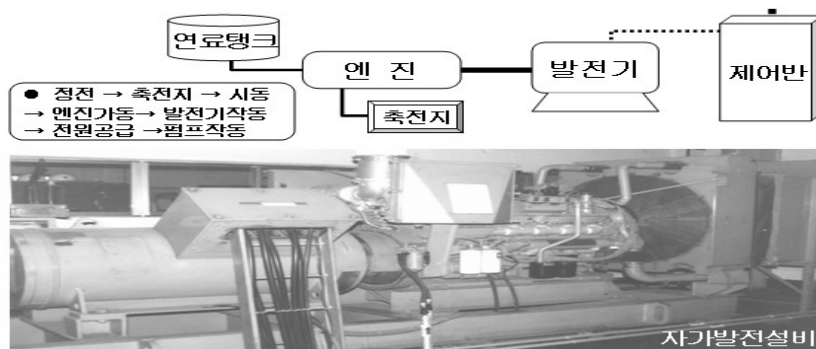 연료탱크
엔 진
발전기
제어반
축전지
● 정전 → 축전지 → 시동
→ 엔진가동→ 발전기작동
→ 전원공급 →펌프작동
자가발전설비